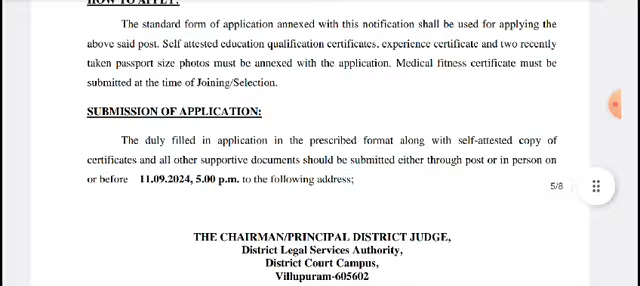 HOW TO APPLY:
The standard form of application annexed with this notification shall be used for applying the
above said post. Self attested education qualification certificates, experience certificate and two recently
taken passport size photos must be annexed with the application. Medical fitness certificate must be
submitted at the time of Joining/Selection.
SUBMISSION OF APPLICATION:
The duly filled in application in the prescribed format along with self-attested copy of
certificates and all other supportive documents should be submitted either through post or in person on
or before 11.09.2024, 5.00 p.m. to the following address;
5/8
THE CHAIRMAN/PRINCIPAL DISTRICT JUDGE,
District Legal Services Authority,
District Court Campus,
Villupuram-605602